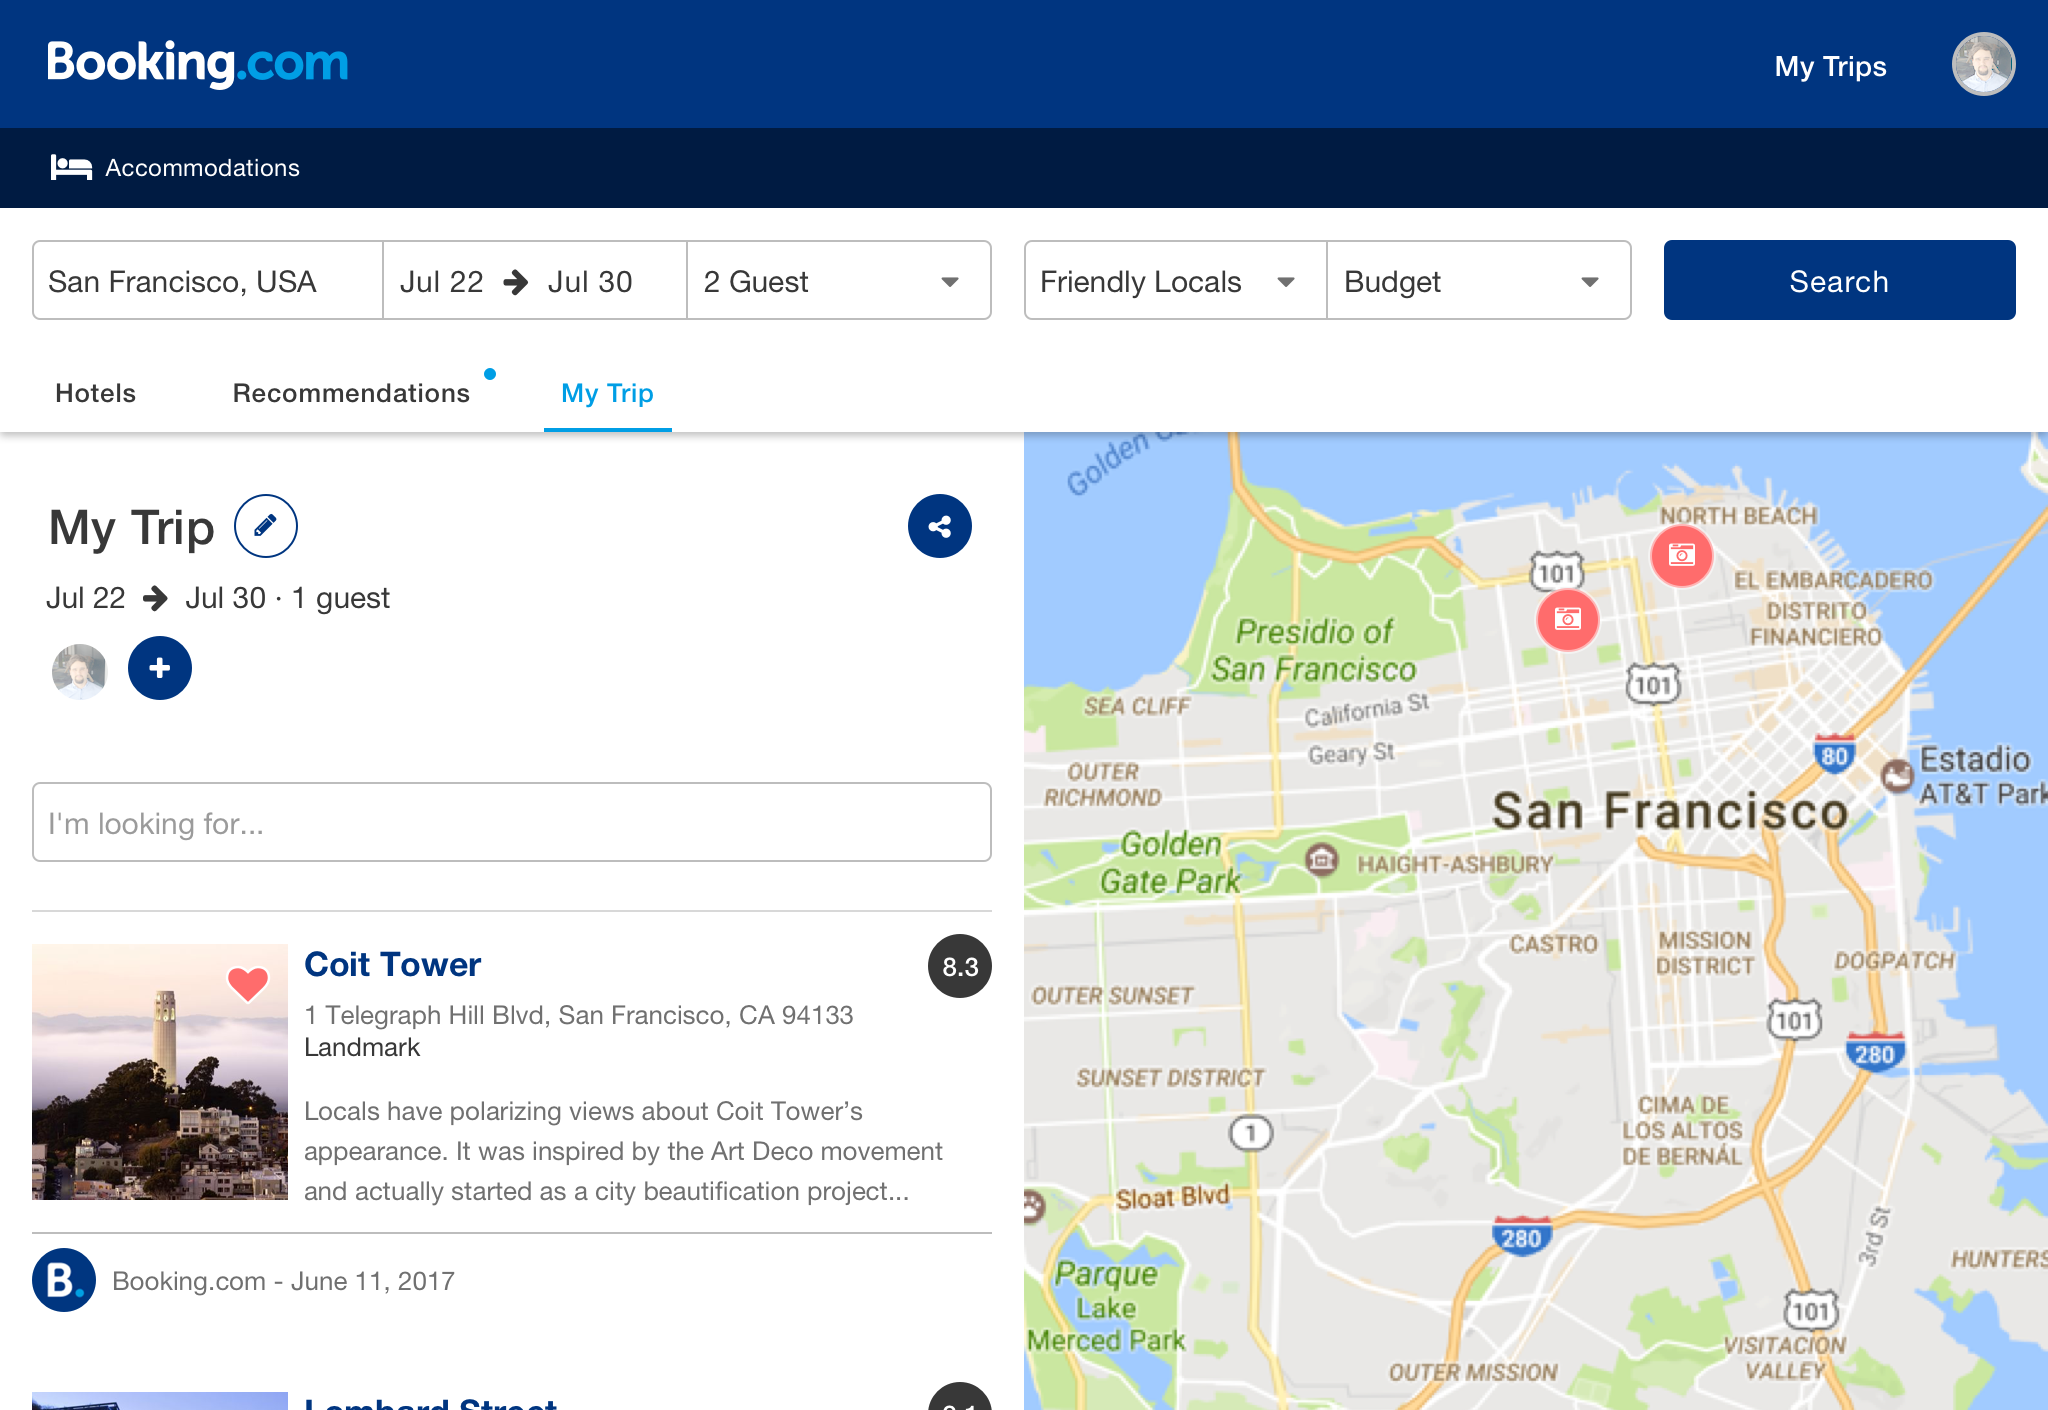 Booking.com
My Trips
Accommodations
San Francisco, USA
Jul 22 Jul 30
2 Guest
Friendly Locals
Budget
Search
Hotels
Recommendations
My Trip
My Trip
Jul 22 Jul 30 · 1 guest
I'm looking for...
Coit Tower
8.3
1 Telegraph Hill Blvd, San Francisco, CA 94133
Landmark
Locals have polarizing views about Coit Tower’s
appearance. It was inspired by the Art Deco movement
and actually started as a city beautification project...
B.
Booking.com - June 11, 2017
Lombard Street
Golden
NORTH BEACH
101
EL EMBARCADERO
DISTRITO
FINANCIERO
Presidio of
San Francisco
101
SEA CLIFF
California St
Geary St
80
Estadio
AT&T Park
OUTER
RICHMOND
San Francisco
Golden
Gate Park
HAIGHT-ASHBURY
CASTRO
MISSION
DISTRICT
DOGPATCH
OUTER SUNSET
101
280
SUNSET DISTRICT
1
CIMA DE
LOS ALTOS
DE BERNÁL
Sloat Blvd
280
3rd St
HUNTERS
Parque
Lake
Merced Park
101
VISITACION
VALLEY
OUTER MISSION